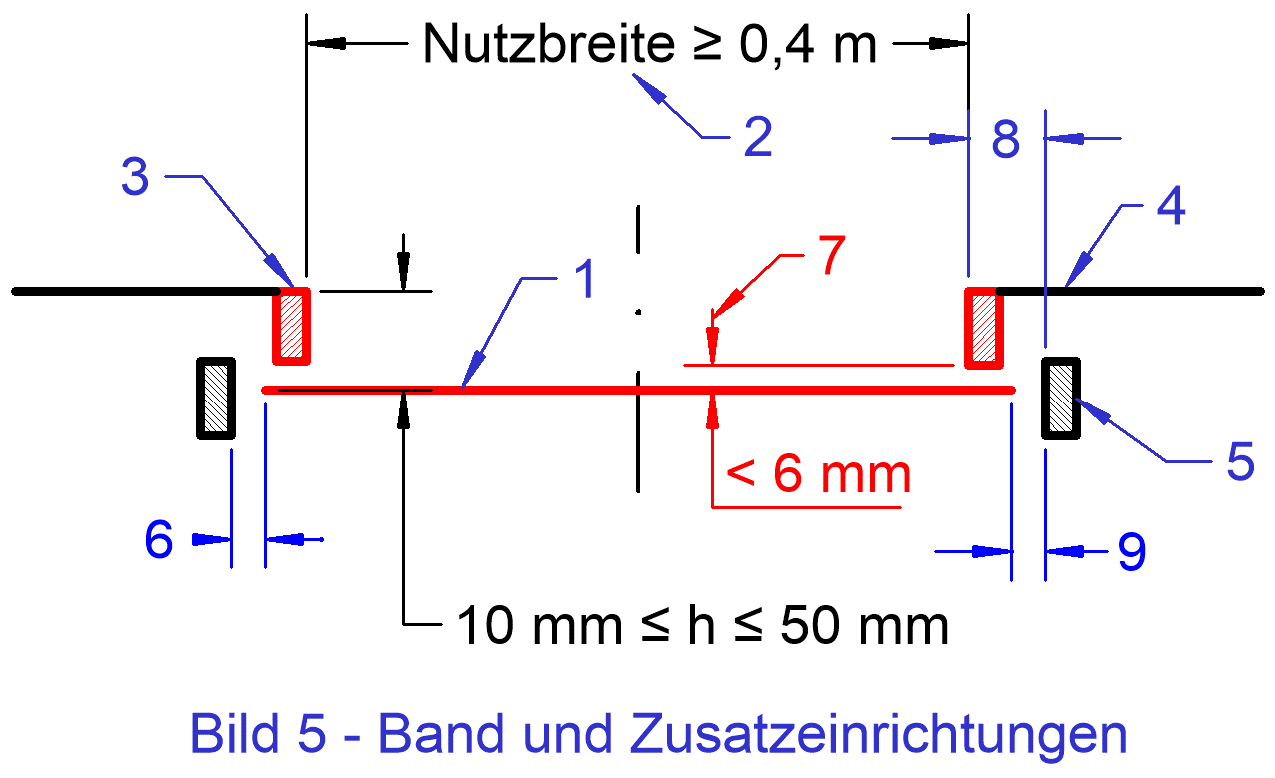 Nutzbreite ≥ 0,4 m
2
8
3
4
7
1
< 6 mm
5
6
9
10 mm ≤ h ≤ 50 mm
Bild 5 - Band und Zusatzeinrichtungen